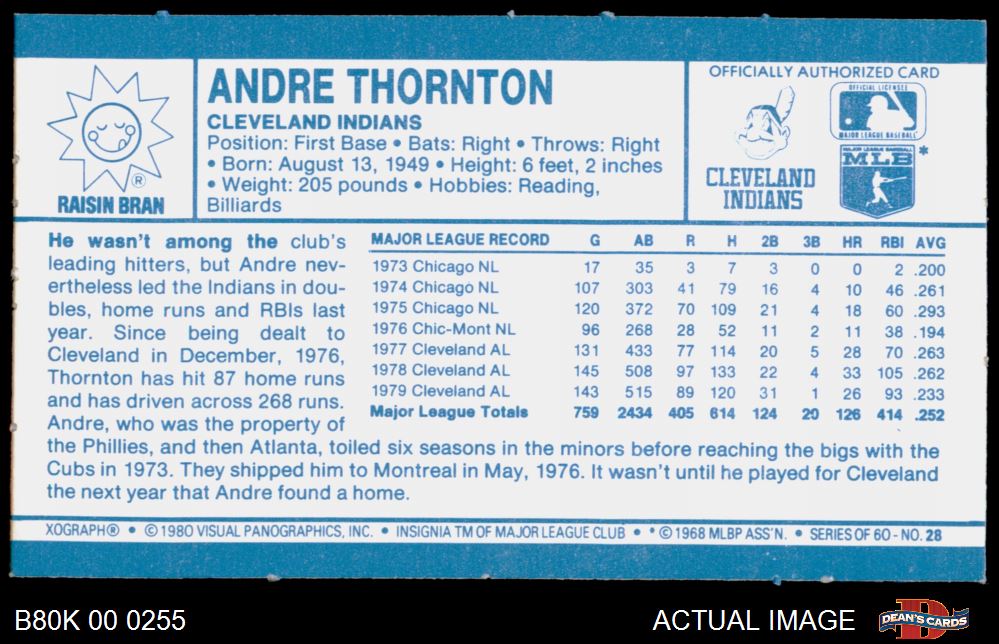 RAISIN BRAN
®
ANDRE THORNTON
CLEVELAND INDIANS
Position: First Base • Bats: Right • Throws: Right
• Born: August 13, 1949 • Height: 6 feet, 2 inches
• Weight: 205 pounds • Hobbies: Reading,
Billiards
OFFICIALLY AUTHORIZED CARD
OFFICIAL LICENSEE
MAJOR LEAGUE BASEBALL
CLEVELAND
INDIANS
MAJOR LEAGUE BASEBALL
MLB *
He wasn't among the club's
leading hitters, but Andre nev-
ertheless led the Indians in dou-
bles, home runs and RBIs last
year. Since being dealt to
Cleveland in December, 1976,
Thornton has hit 87 home runs
and has driven across 268 runs.
Andre, who was the property of
the Phillies, and then Atlanta, toiled six seasons in the minors before reaching the bigs with the
Cubs in 1973. They shipped him to Montreal in May, 1976. It wasn't until he played for Cleveland
the next year that Andre found a home.
MAJOR LEAGUE RECORD G AB R H 2B 3B HR RBI AVG
1973 Chicago NL 17 35 3 7 3 0 0 2 .200
1974 Chicago NL 107 303 41 79 16 4 10 46 .261
1975 Chicago NL 120 372 70 109 21 4 18 60 .293
1976 Chic-Mont NL 96 268 28 52 11 2 11 38 .194
1977 Cleveland AL 131 433 77 114 20 5 28 70 .263
1978 Cleveland AL 145 508 97 133 22 4 33 105 .262
1979 Cleveland AL 143 515 89 120 31 1 26 93 .233
Major League Totals 759 2434 405 614 124 20 126 414 .252
XOGRAPH® • ©1980 VISUAL PANOGRAPHICS, INC. • INSIGNIA TM OF MAJOR LEAGUE CLUB • * ©1968 MLBP ASS'N. • SERIES OF 60 - NO. 28
B80K 00 0255
ACTUAL IMAGE
D
DEAN'S CARDS